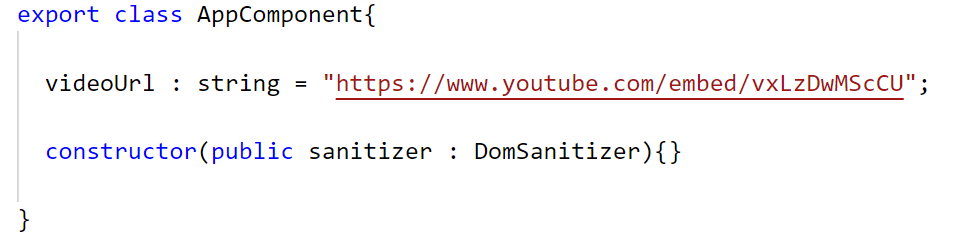 export class AppComponent{
videoUrl : string = "https://www.youtube.com/embed/vxLzDwMScCU";
constructor(public sanitizer : DomSanitizer){}
}